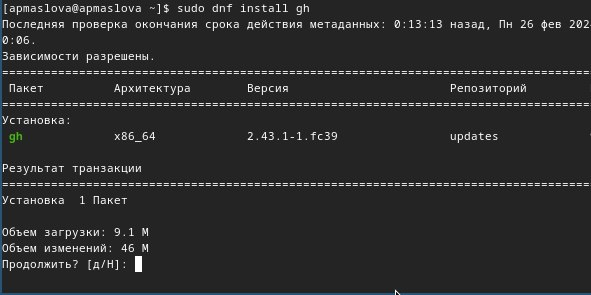 [apmaslova@apmaslova ~]$ sudo dnf install gh
Последняя проверка окончания срока действия метаданных: 0:13:13 назад, Пн 26 фев 202
0:06.
Зависимости разрешены.
================================================================================
Пакет Архитектура Версия Репозиторий
================================================================================
Установка:
gh x86_64 2.43.1-1.fc39 updates
Результат транзакции
================================================================================
Установка 1 Пакет
Объем загрузки: 9.1 M
Объем изменений: 46 M
Продолжить? [д/Н]: